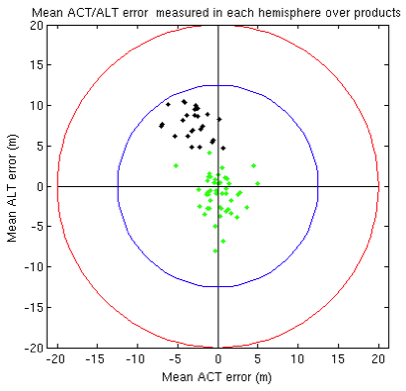 Mean ACT/ALT error measured in each hemisphere over products
20
15
10
5
0
-5
-10
-15
-20
Mean ALT error (m)
-20 -15 -10 -5 0 5 10 15 20
Mean ACT error (m)